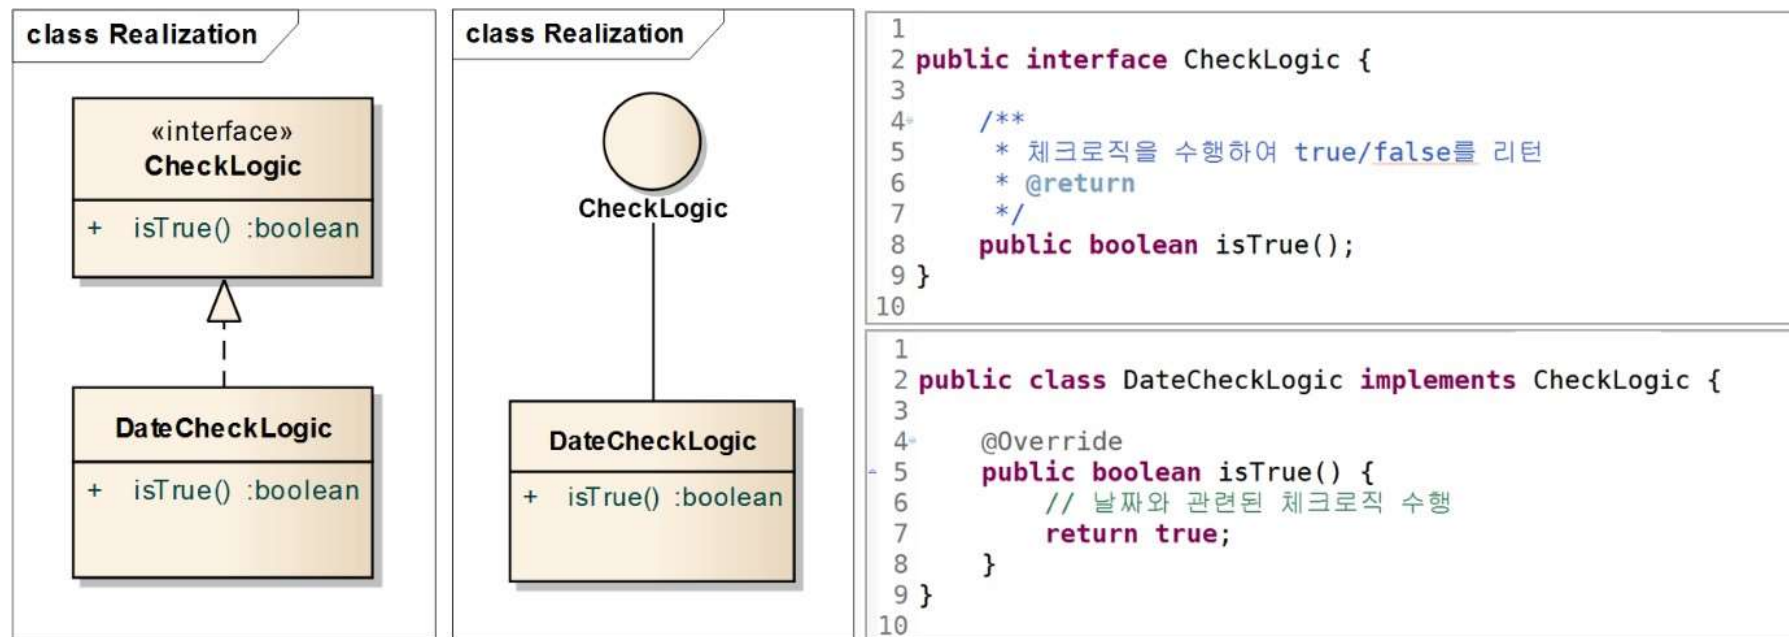 class Realization
«interface»
CheckLogic
+ isTrue() :boolean
DateCheckLogic
+ isTrue() :boolean
class Realization
CheckLogic
DateCheckLogic
+ isTrue() :boolean
1
2 public interface CheckLogic {
3
4 /**
5 * 체크로직을 수행하여 true/false를 리턴
6 * @return
7 */
8 public boolean isTrue();
9 }
10
1
2 public class DateCheckLogic implements CheckLogic {
3
4 @Override
5 public boolean isTrue() {
6 // 날짜와 관련된 체크로직 수행
7 return true;
8 }
9 }
10